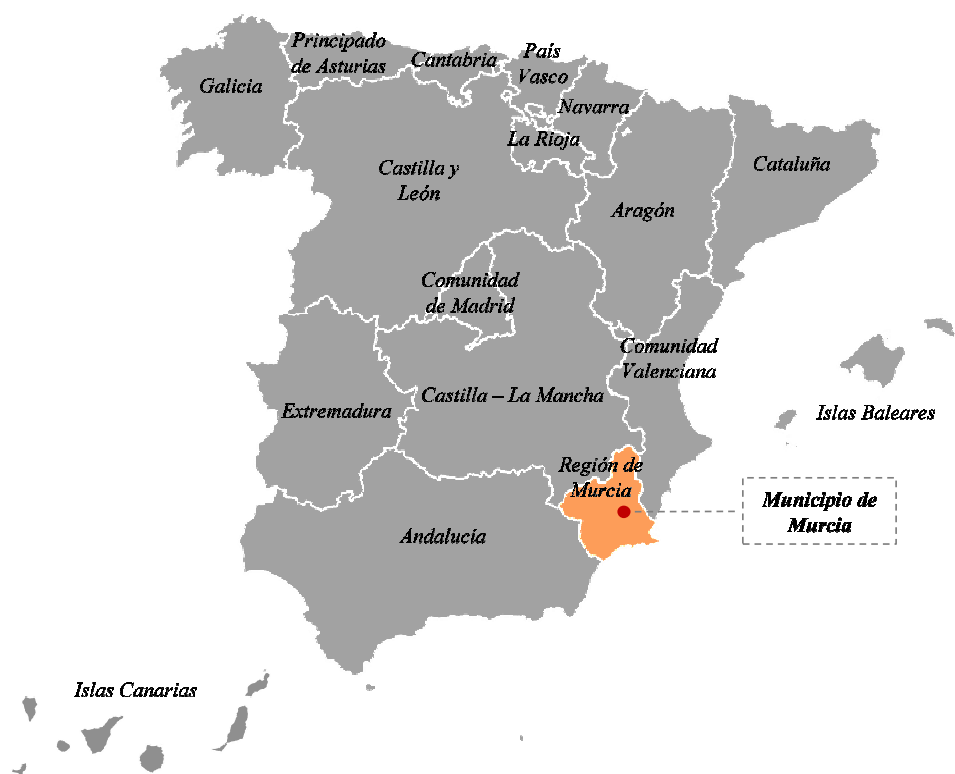 Principado
de Asturias
Cantabria
País
Vasco
Galicia
Navarra
La Rioja
Castilla y
León
Cataluña
Aragón
Comunidad
de Madrid
Comunidad
Valenciana
Castilla – La Mancha
Extremadura
Islas Baleares
Región de
Murcia
Municipio de
Murcia
Andalucía
Islas Canarias